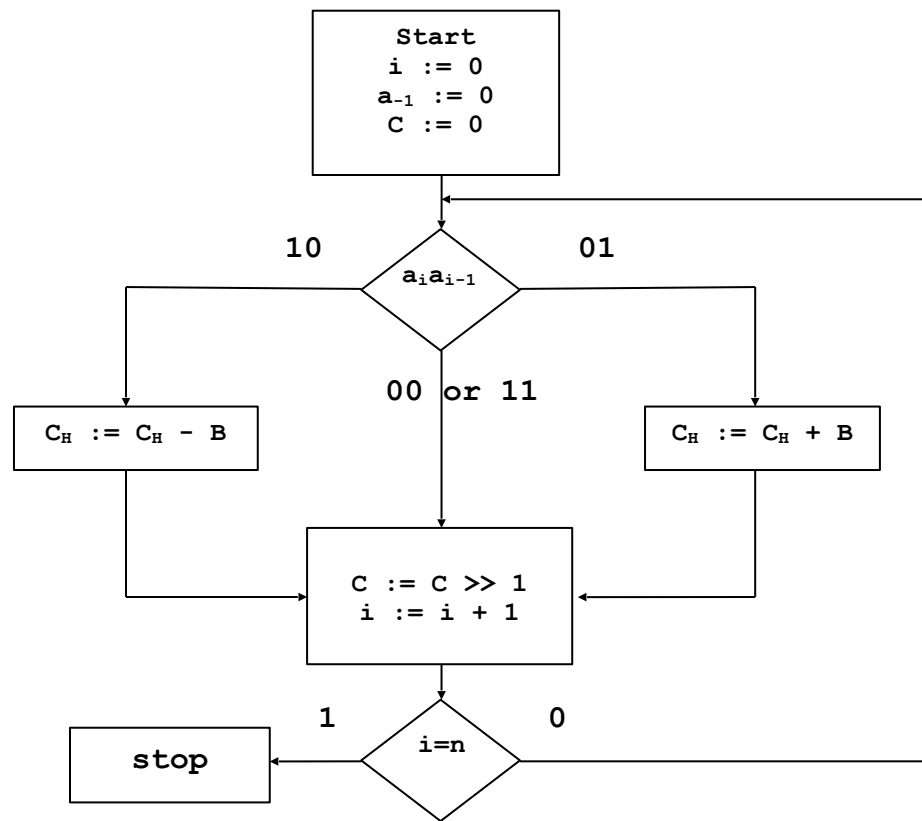 Start
i := 0
a₋₁ := 0
C := 0
10
01
aᵢaᵢ₋₁
00 or 11
C_H := C_H - B
C_H := C_H + B
C := C >> 1
i := i + 1
1
0
i=n
stop